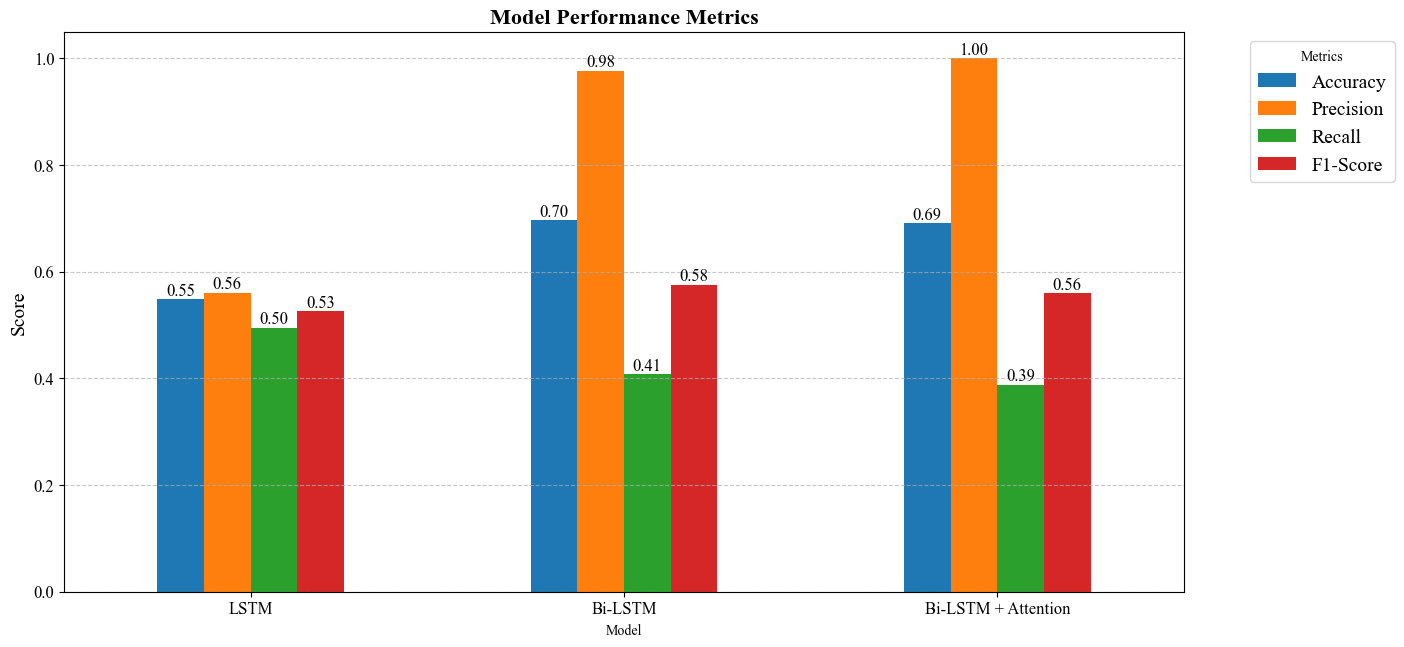 Model Performance Metrics
1.0
0.8
0.6
0.4
0.2
0.0
Score
0.55
0.56
0.50
0.53
0.70
0.98
0.41
0.58
0.69
1.00
0.39
0.56
LSTM
Bi-LSTM
Bi-LSTM + Attention
Model
Metrics
Accuracy
Precision
Recall
F1-Score